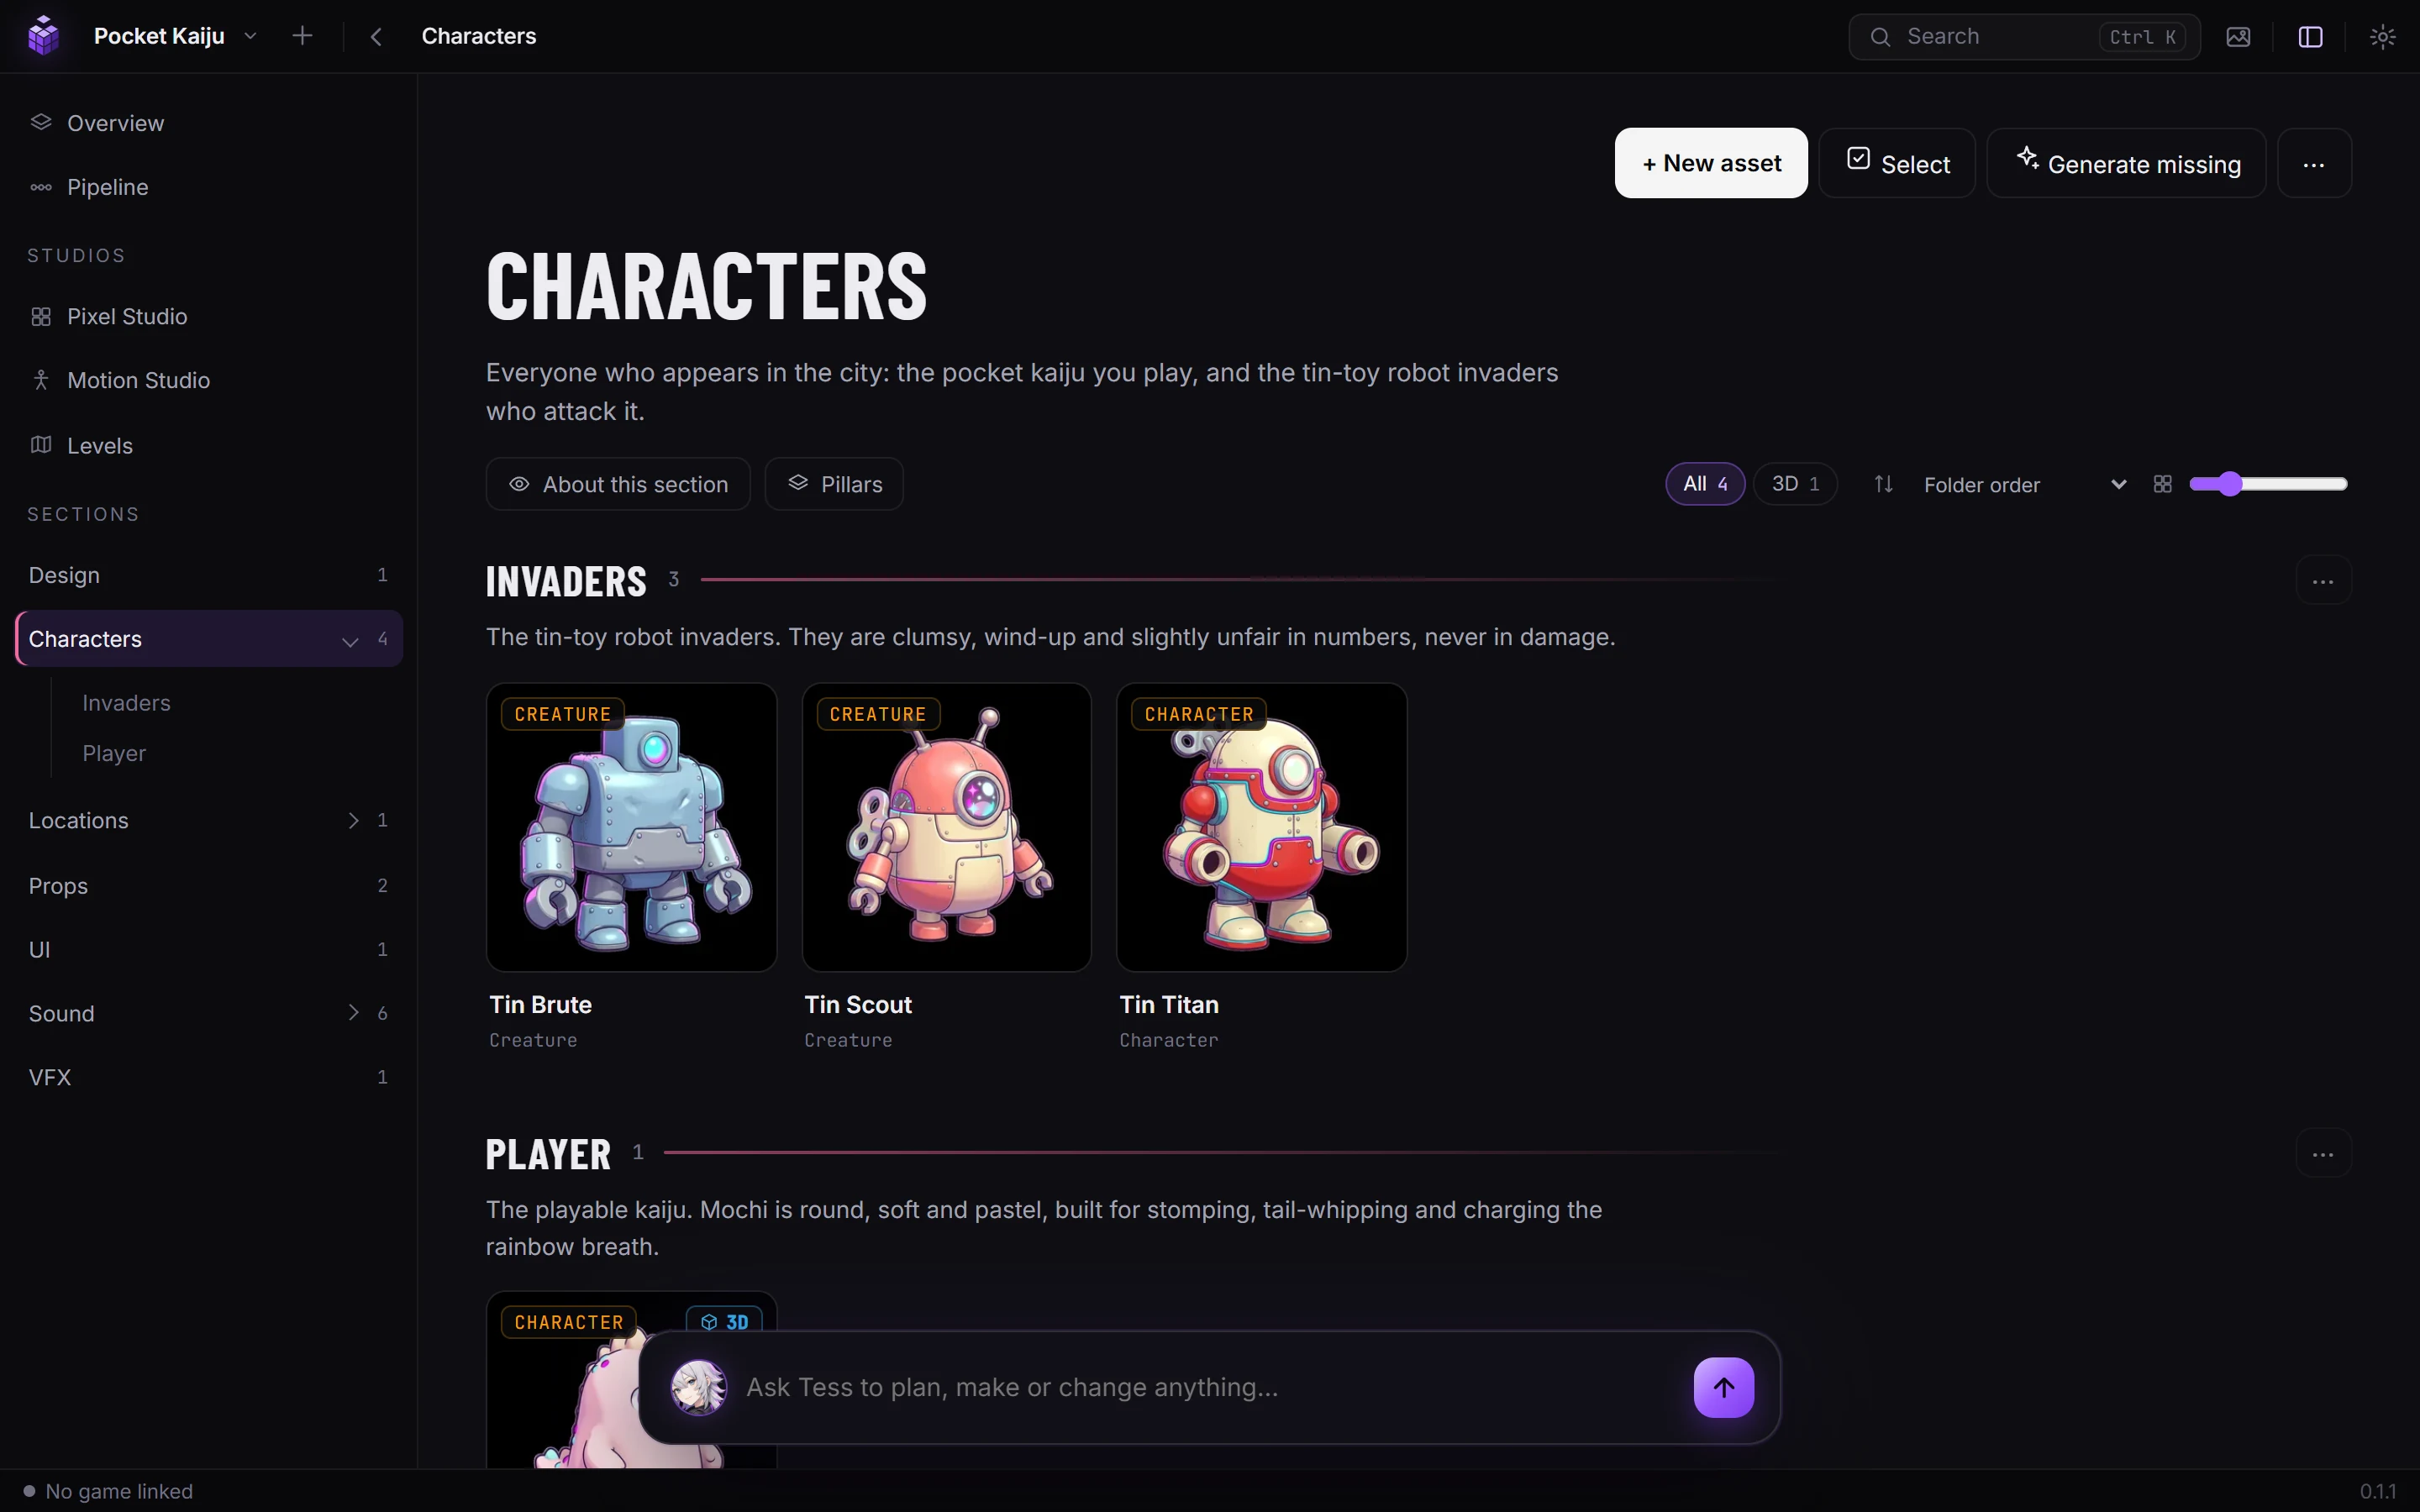 Pocket Kaiju
Characters
Search
Ctrl K
Overview
Pipeline
STUDIOS
Pixel Studio
Motion Studio
Levels
SECTIONS
Design 1
Characters 4
Invaders
Player
Locations 1
Props 2
UI 1
Sound 6
VFX 1
+ New asset
Select
Generate missing
...
CHARACTERS
Everyone who appears in the city: the pocket kaiju you play, and the tin-toy robot invaders
who attack it.
About this section
Pillars
All 4
3D 1
Folder order
INVADERS 3
...
The tin-toy robot invaders. They are clumsy, wind-up and slightly unfair in numbers, never in damage.
CREATURE
CREATURE
CHARACTER
Tin Brute
Creature
Tin Scout
Creature
Tin Titan
Character
PLAYER 1
...
The playable kaiju. Mochi is round, soft and pastel, built for stomping, tail-whipping and charging the
rainbow breath.
CHARACTER
3D
Ask Tess to plan, make or change anything...
No game linked
0.1.1